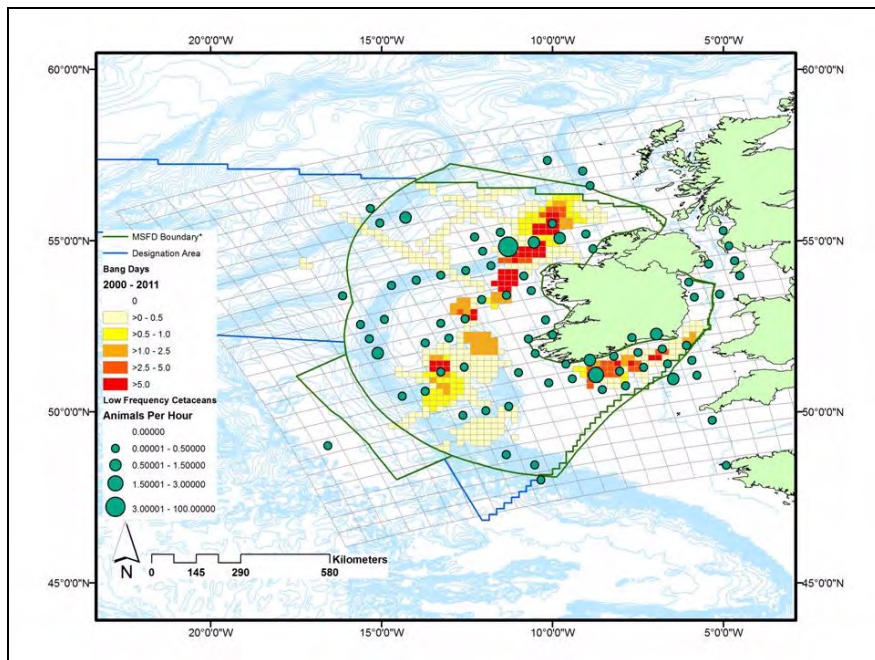 20°0'0"W 15°0'0"W 10°0'0"W 5°0'0"W
60°0'0"N 60°0'0"N
55°0'0"N 55°0'0"N
MSFD Boundary*
Designation Area
Bang Days
2000 - 2011
0
>0 - 0.5
>0.5 - 1.0
>1.0 - 2.5
>2.5 - 5.0
>5.0
Low Frequency Cetaceans
Animals Per Hour
0.00000
0.00001 - 0.50000
0.50001 - 1.50000
1.50001 - 3.00000
3.00001 - 100.00000
50°0'0"N 50°0'0"N
N
Kilometers
0 145 290 580
45°0'0"N 45°0'0"N
20°0'0"W 15°0'0"W 10°0'0"W 5°0'0"W